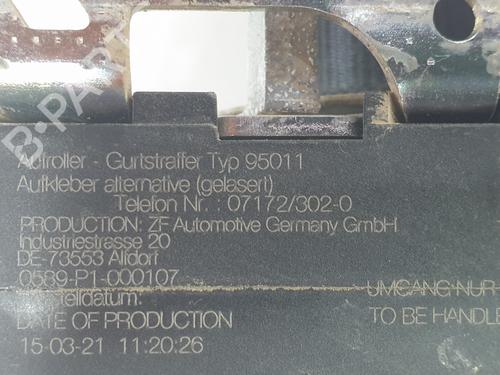 B-PARTS
Aufroller - Gurtstraffer Typ 95011
Aufkleber alternative (gelasert)
Telefon Nr. : 07172/302-0
PRODUCTION: ZF Automotive Germany GmbH
Industriestrasse 20
DE-73553 Alfdorf
0589-P1-000107
UMGANG NUR
DATE OF PRODUCTION
TO BE HANDLE
15-03-21 11:20:26